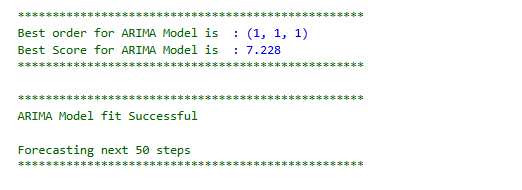 **************************************************
Best order for ARIMA Model is  : (1, 1, 1)
Best Score for ARIMA Model is  : 7.228
**************************************************
**************************************************
ARIMA Model fit Successful
Forecasting next 50 steps
**************************************************